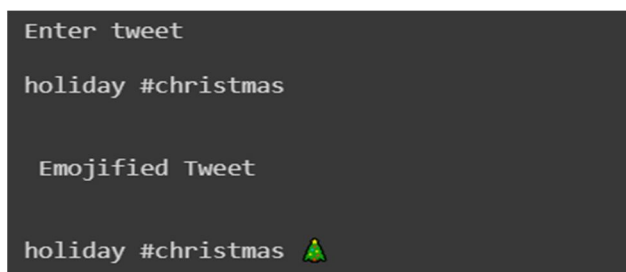 Enter tweet
holiday #christmas
Emojified Tweet
holiday #christmas 🎄